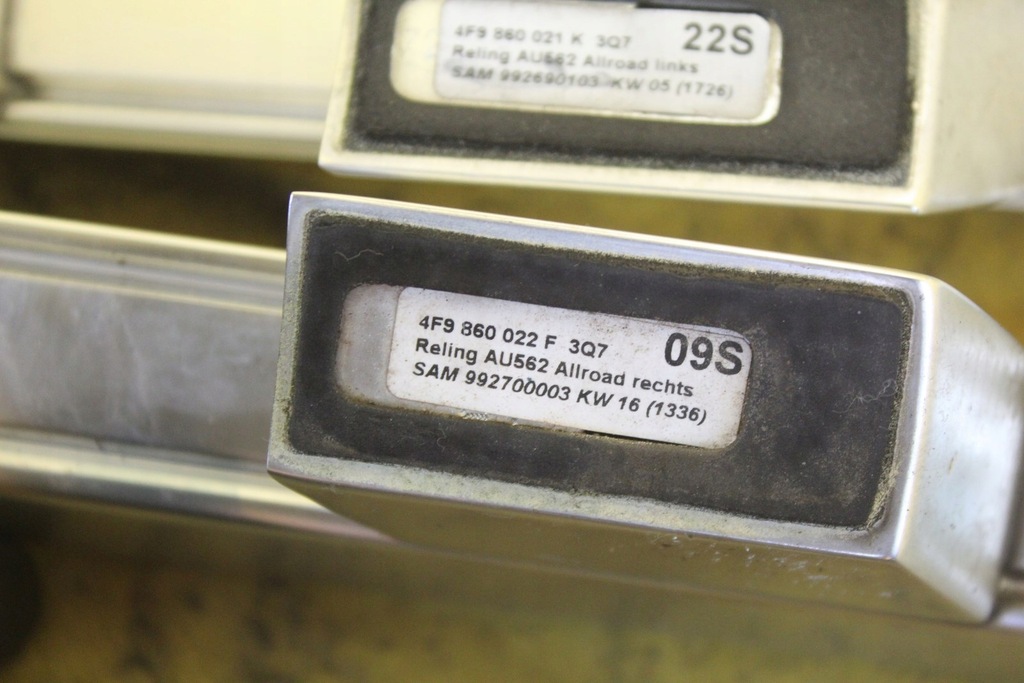 4F9 860 021 K 3Q7 22S
Reling AU562 Allroad links
SAM 992690103 KW 05 (1726)
4F9 860 022 F 3Q7 09S
Reling AU562 Allroad rechts
SAM 992700003 KW 16 (1336)